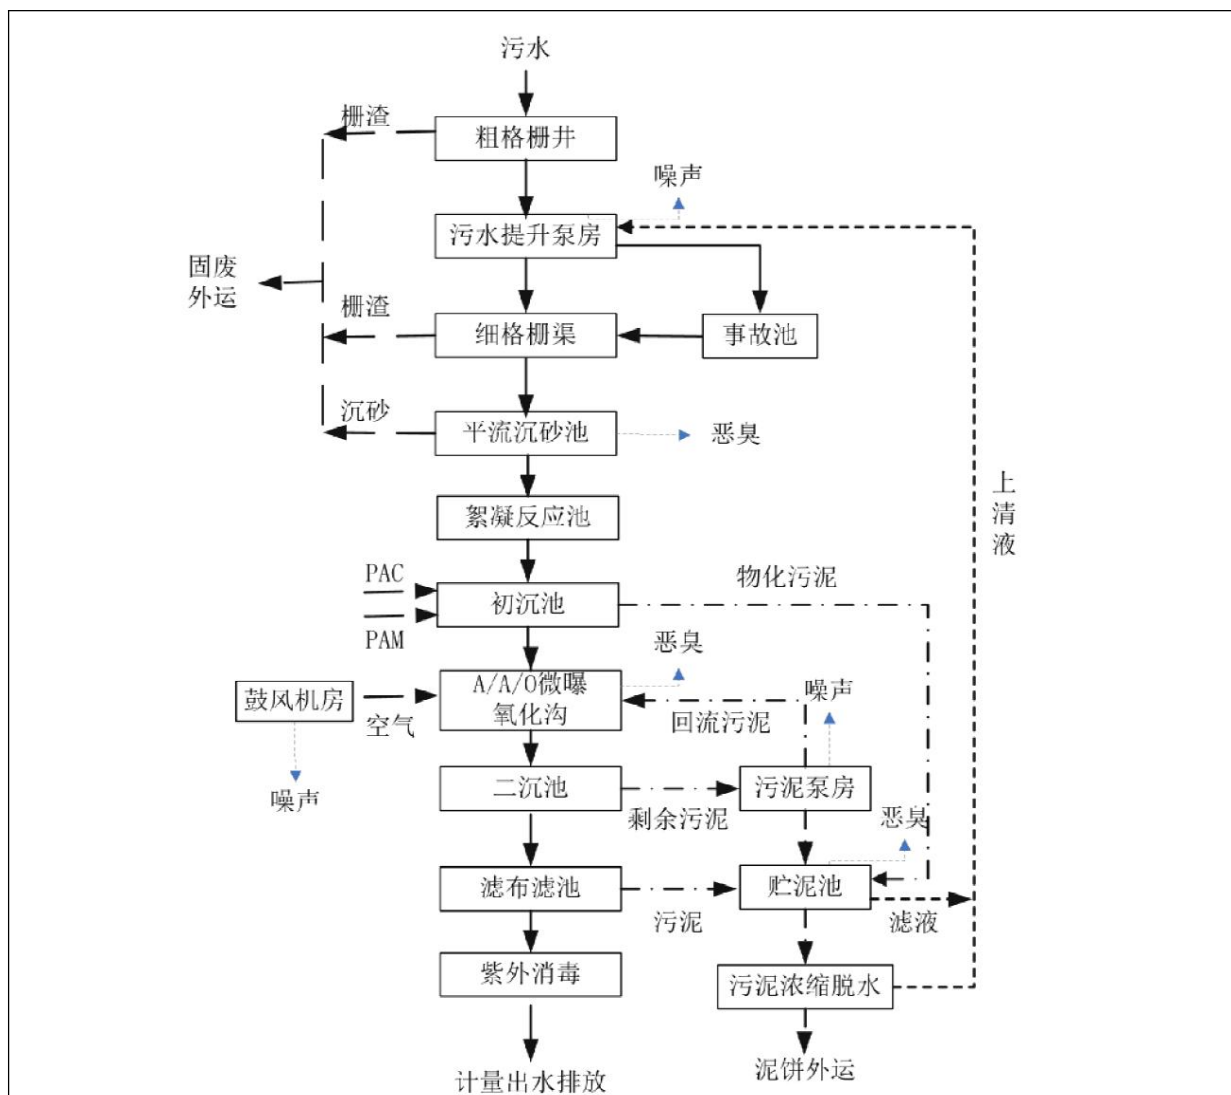 污水
栅渣
粗格栅井
噪声
污水提升泵房
固废
外运
栅渣
细格栅渠
事故池
沉砂
平流沉砂池
恶臭
上
清
液
絮凝反应池
PAC
初沉池
物化污泥
PAM
恶臭
A/A/O微曝
氧化沟
鼓风机房
空气
回流污泥
噪声
噪声
二沉池
污泥泵房
剩余污泥
恶臭
滤布滤池
污泥
贮泥池
滤液
紫外消毒
污泥浓缩脱水
计量出水排放
泥饼外运